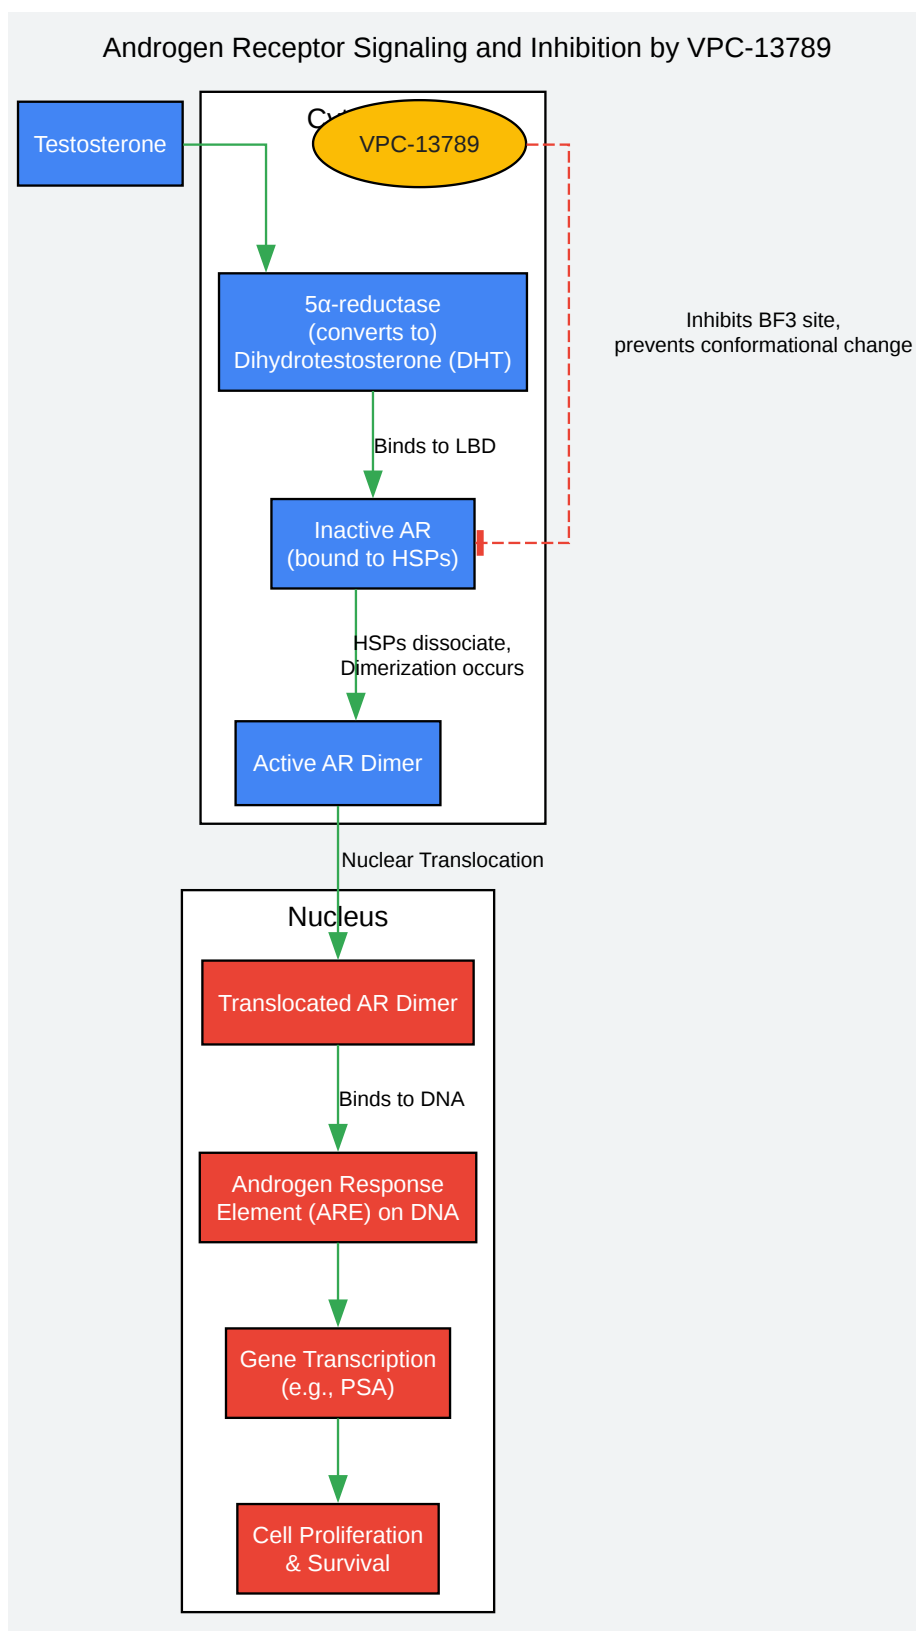 Androgen Receptor Signaling and Inhibition by VPC-13789
Testosterone
VPC-13789
5α-reductase
(converts to)
Dihydrotestosterone (DHT)
Inhibits BF3 site,
prevents conformational change
Binds to LBD
Inactive AR
(bound to HSPs)
HSPs dissociate,
Dimerization occurs
Active AR Dimer
Nuclear Translocation
Nucleus
Translocated AR Dimer
Binds to DNA
Androgen Response
Element (ARE) on DNA
Gene Transcription
(e.g., PSA)
Cell Proliferation
& Survival